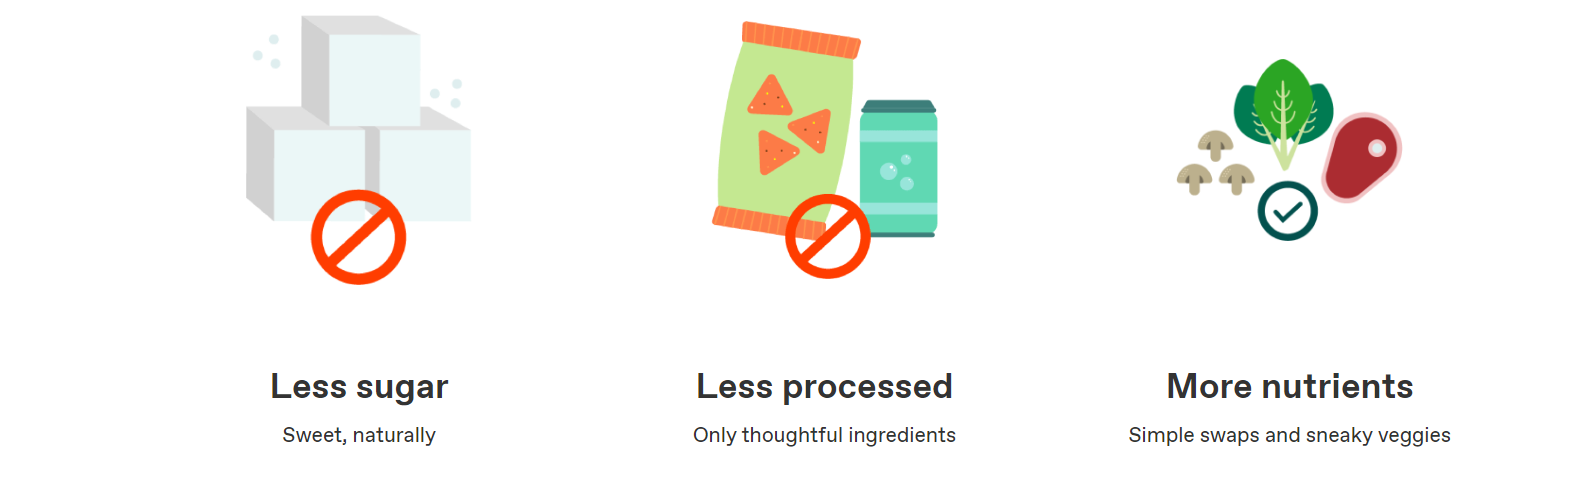 Less sugar
Sweet, naturally
Less processed
Only thoughtful ingredients
More nutrients
Simple swaps and sneaky veggies